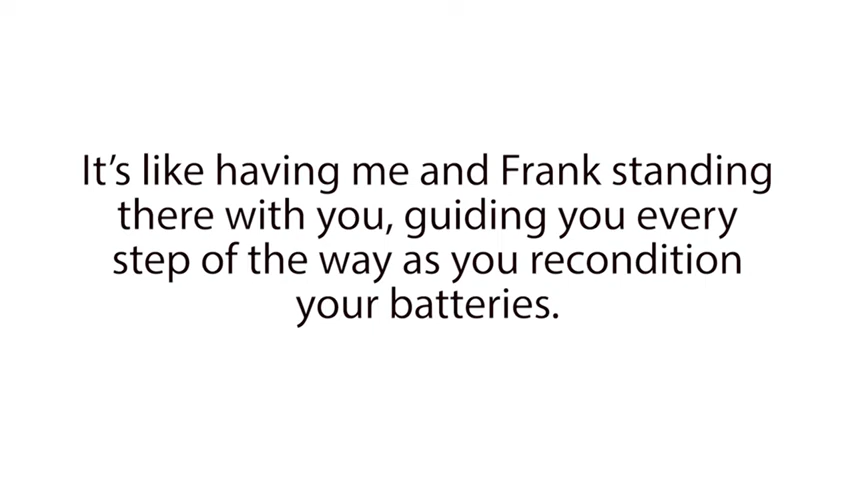 It’s like having me and Frank standing
there with you, guiding you every
step of the way as you recondition
your batteries.